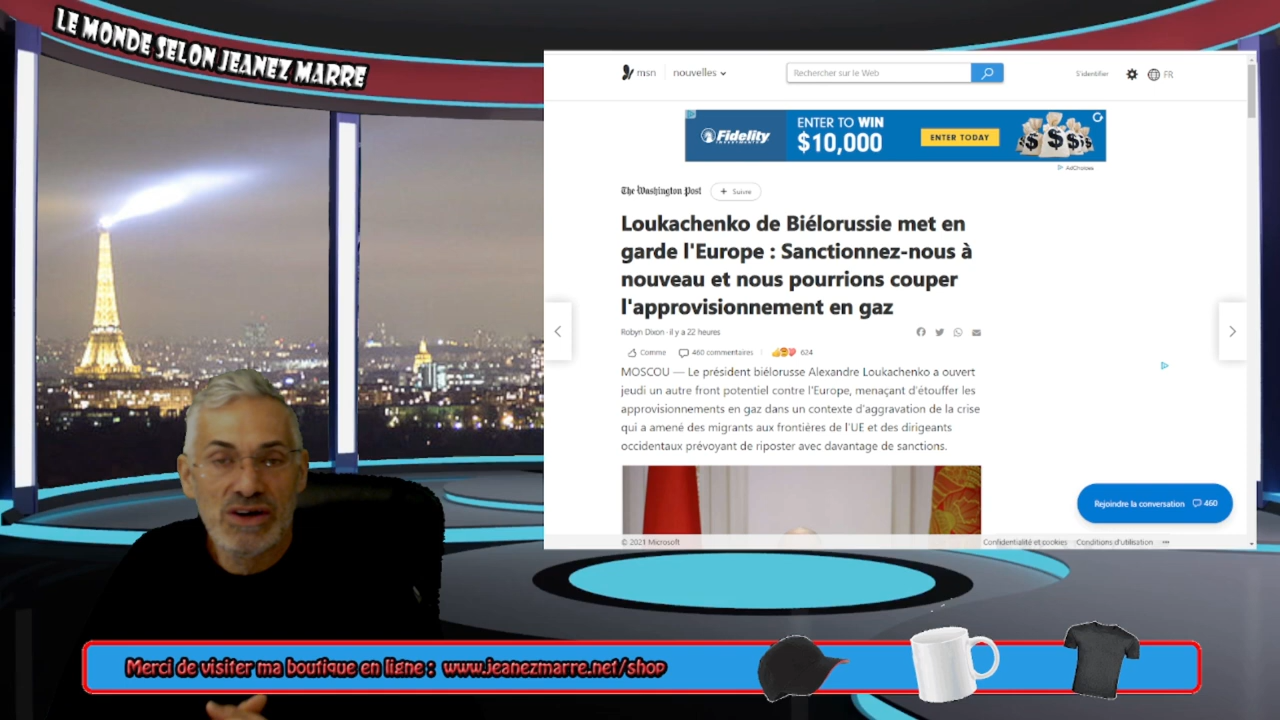 LE MONDE SELON JEANEZ MARRE
msn
nouvelles
Rechercher sur le Web
S'identifier
FR
Fidelity
INVESTMENTS
ENTER TO WIN
$10,000
ENTER TODAY
$ $ $
AdChoices
The Washington Post
+ Suivre
Loukachenko de Biélorussie met en
garde l'Europe : Sanctionnez-nous à
nouveau et nous pourrions couper
l'approvisionnement en gaz
Robyn Dixon · il y a 22 heures
Comme
460 commentaires
624
MOSCOU — Le président biélorusse Alexandre Loukachenko a ouvert
jeudi un autre front potentiel contre l'Europe, menaçant d'étouffer les
approvisionnements en gaz dans un contexte d'aggravation de la crise
qui a amené des migrants aux frontières de l'UE et des dirigeants
occidentaux prévoyant de riposter avec davantage de sanctions.
Rejoindre la conversation 460
© 2021 Microsoft
Confidentialité et cookies
Conditions d'utilisation
Merci de visiter ma boutique en ligne : www.jeanezmarre.net/shop